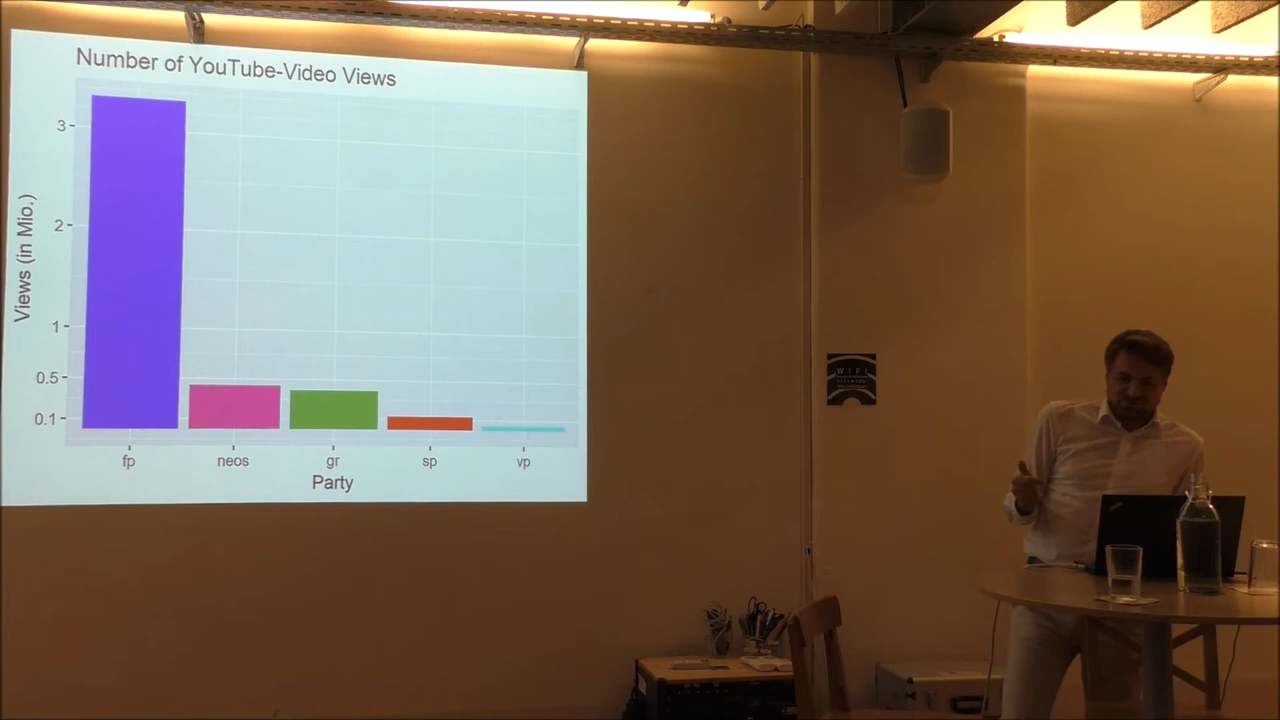 Number of YouTube-Video Views
Views (in Mio.)
3
2
1
0.5
0.1
fp
neos
gr
sp
vp
Party
WIFI